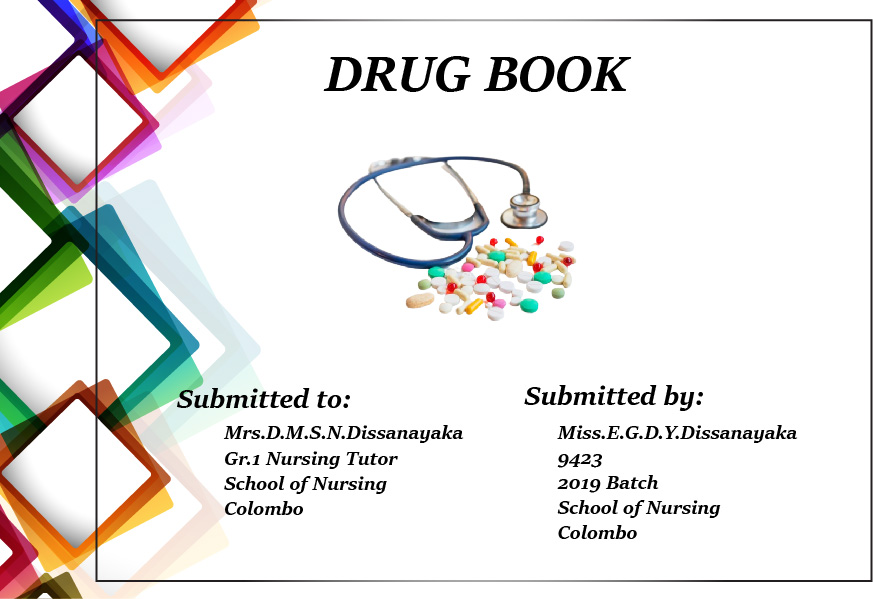 DRUG BOOK
Submitted to:
Mrs.D.M.S.N.Dissanayaka
Gr.1 Nursing Tutor
School of Nursing
Colombo
Submitted by:
Miss.E.G.D.Y.Dissanayaka
9423
2019 Batch
School of Nursing
Colombo